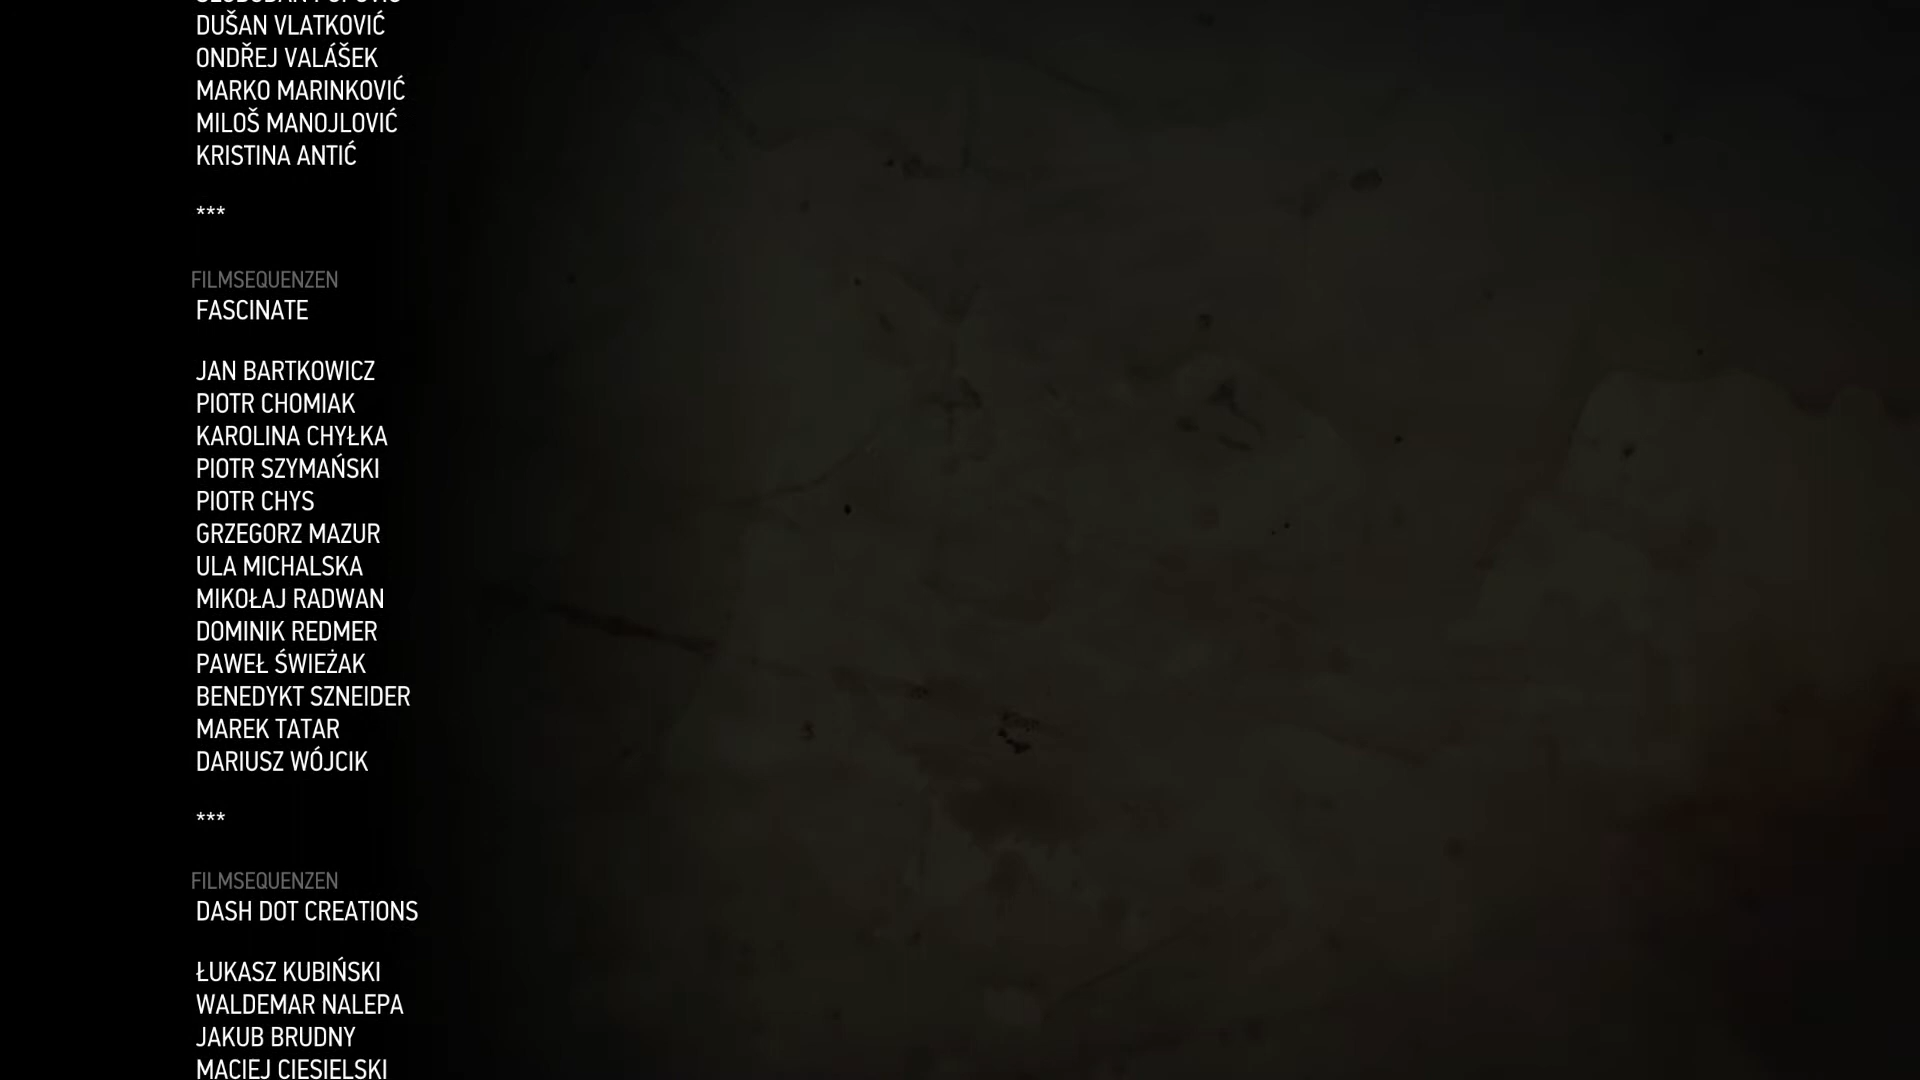 DUŠAN VLATKOVIĆ
ONDŘEJ VALÁŠEK
MARKO MARINKOVIĆ
MILOŠ MANOJLOVIĆ
KRISTINA ANTIĆ
***
FILMSEQUENZEN
FASCINATE
JAN BARTKOWICZ
PIOTR CHOMIAK
KAROLINA CHYŁKA
PIOTR SZYMAŃSKI
PIOTR CHYS
GRZEGORZ MAZUR
ULA MICHALSKA
MIKOŁAJ RADWAN
DOMINIK REDMER
PAWEŁ ŚWIEŻAK
BENEDYKT SZNEIDER
MAREK TATAR
DARIUSZ WÓJCIK
***
FILMSEQUENZEN
DASH DOT CREATIONS
ŁUKASZ KUBIŃSKI
WALDEMAR NALEPA
JAKUB BRUDNY
MACIEJ CIESIELSKI